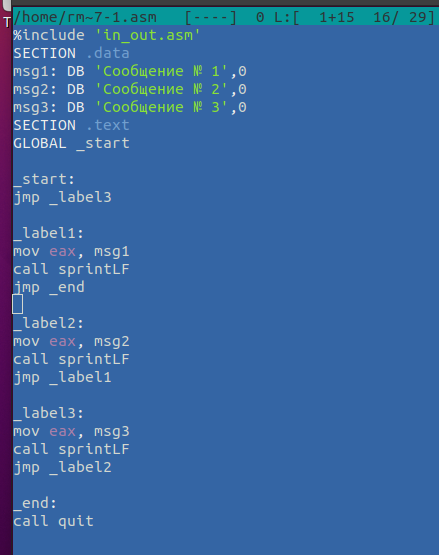 /home/rm~7-1.asm [----] 0 L:[ 1+15 16/ 29]
T
%include 'in_out.asm'
SECTION .data
msg1: DB 'Сообщение № 1',0
msg2: DB 'Сообщение № 2',0
msg3: DB 'Сообщение № 3',0
SECTION .text
GLOBAL _start
_start:
jmp _label3
_label1:
mov eax, msg1
call sprintLF
jmp _end
_label2:
mov eax, msg2
call sprintLF
jmp _label1
_label3:
mov eax, msg3
call sprintLF
jmp _label2
_end:
call quit